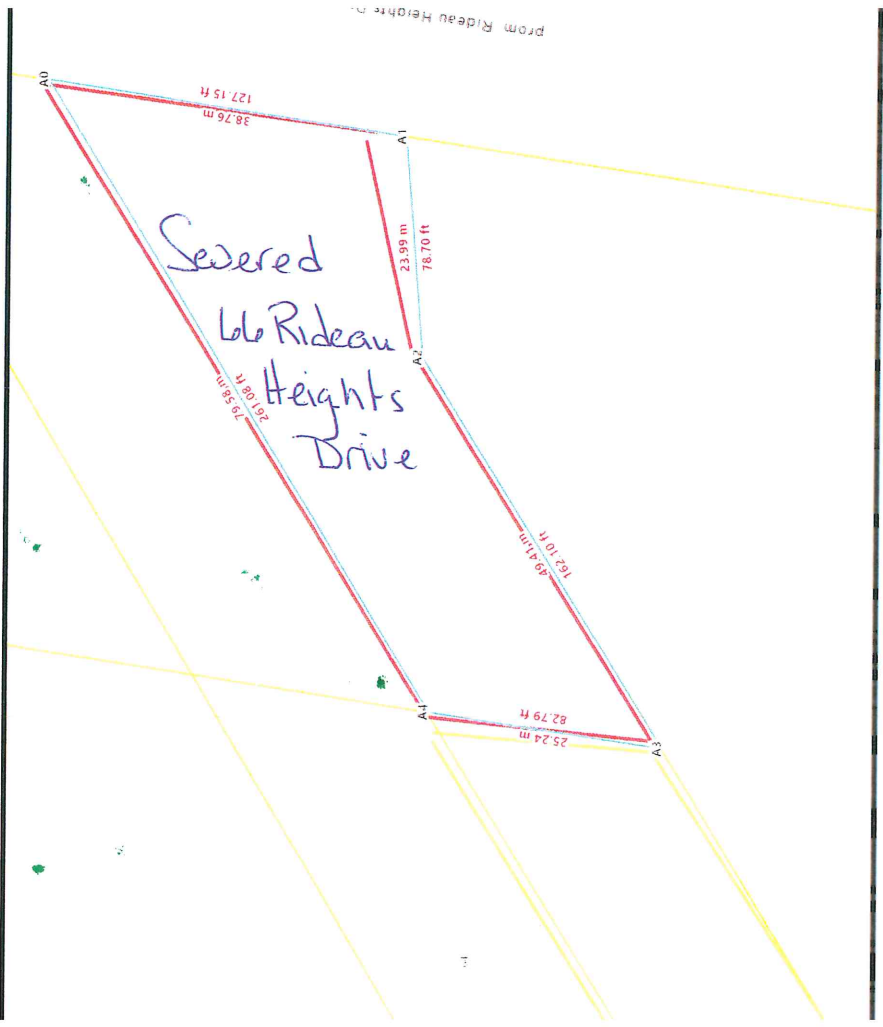 prom Rideau Heights
A0
127.15 ft
38.76 m
A1
23.99 m
78.70 ft
A2
Severed
66 Rideau
Heights
Drive
261.08 ft
79.58 m
162.10 ft
49.41 m
A4
82.79 ft
25.24 m
A3